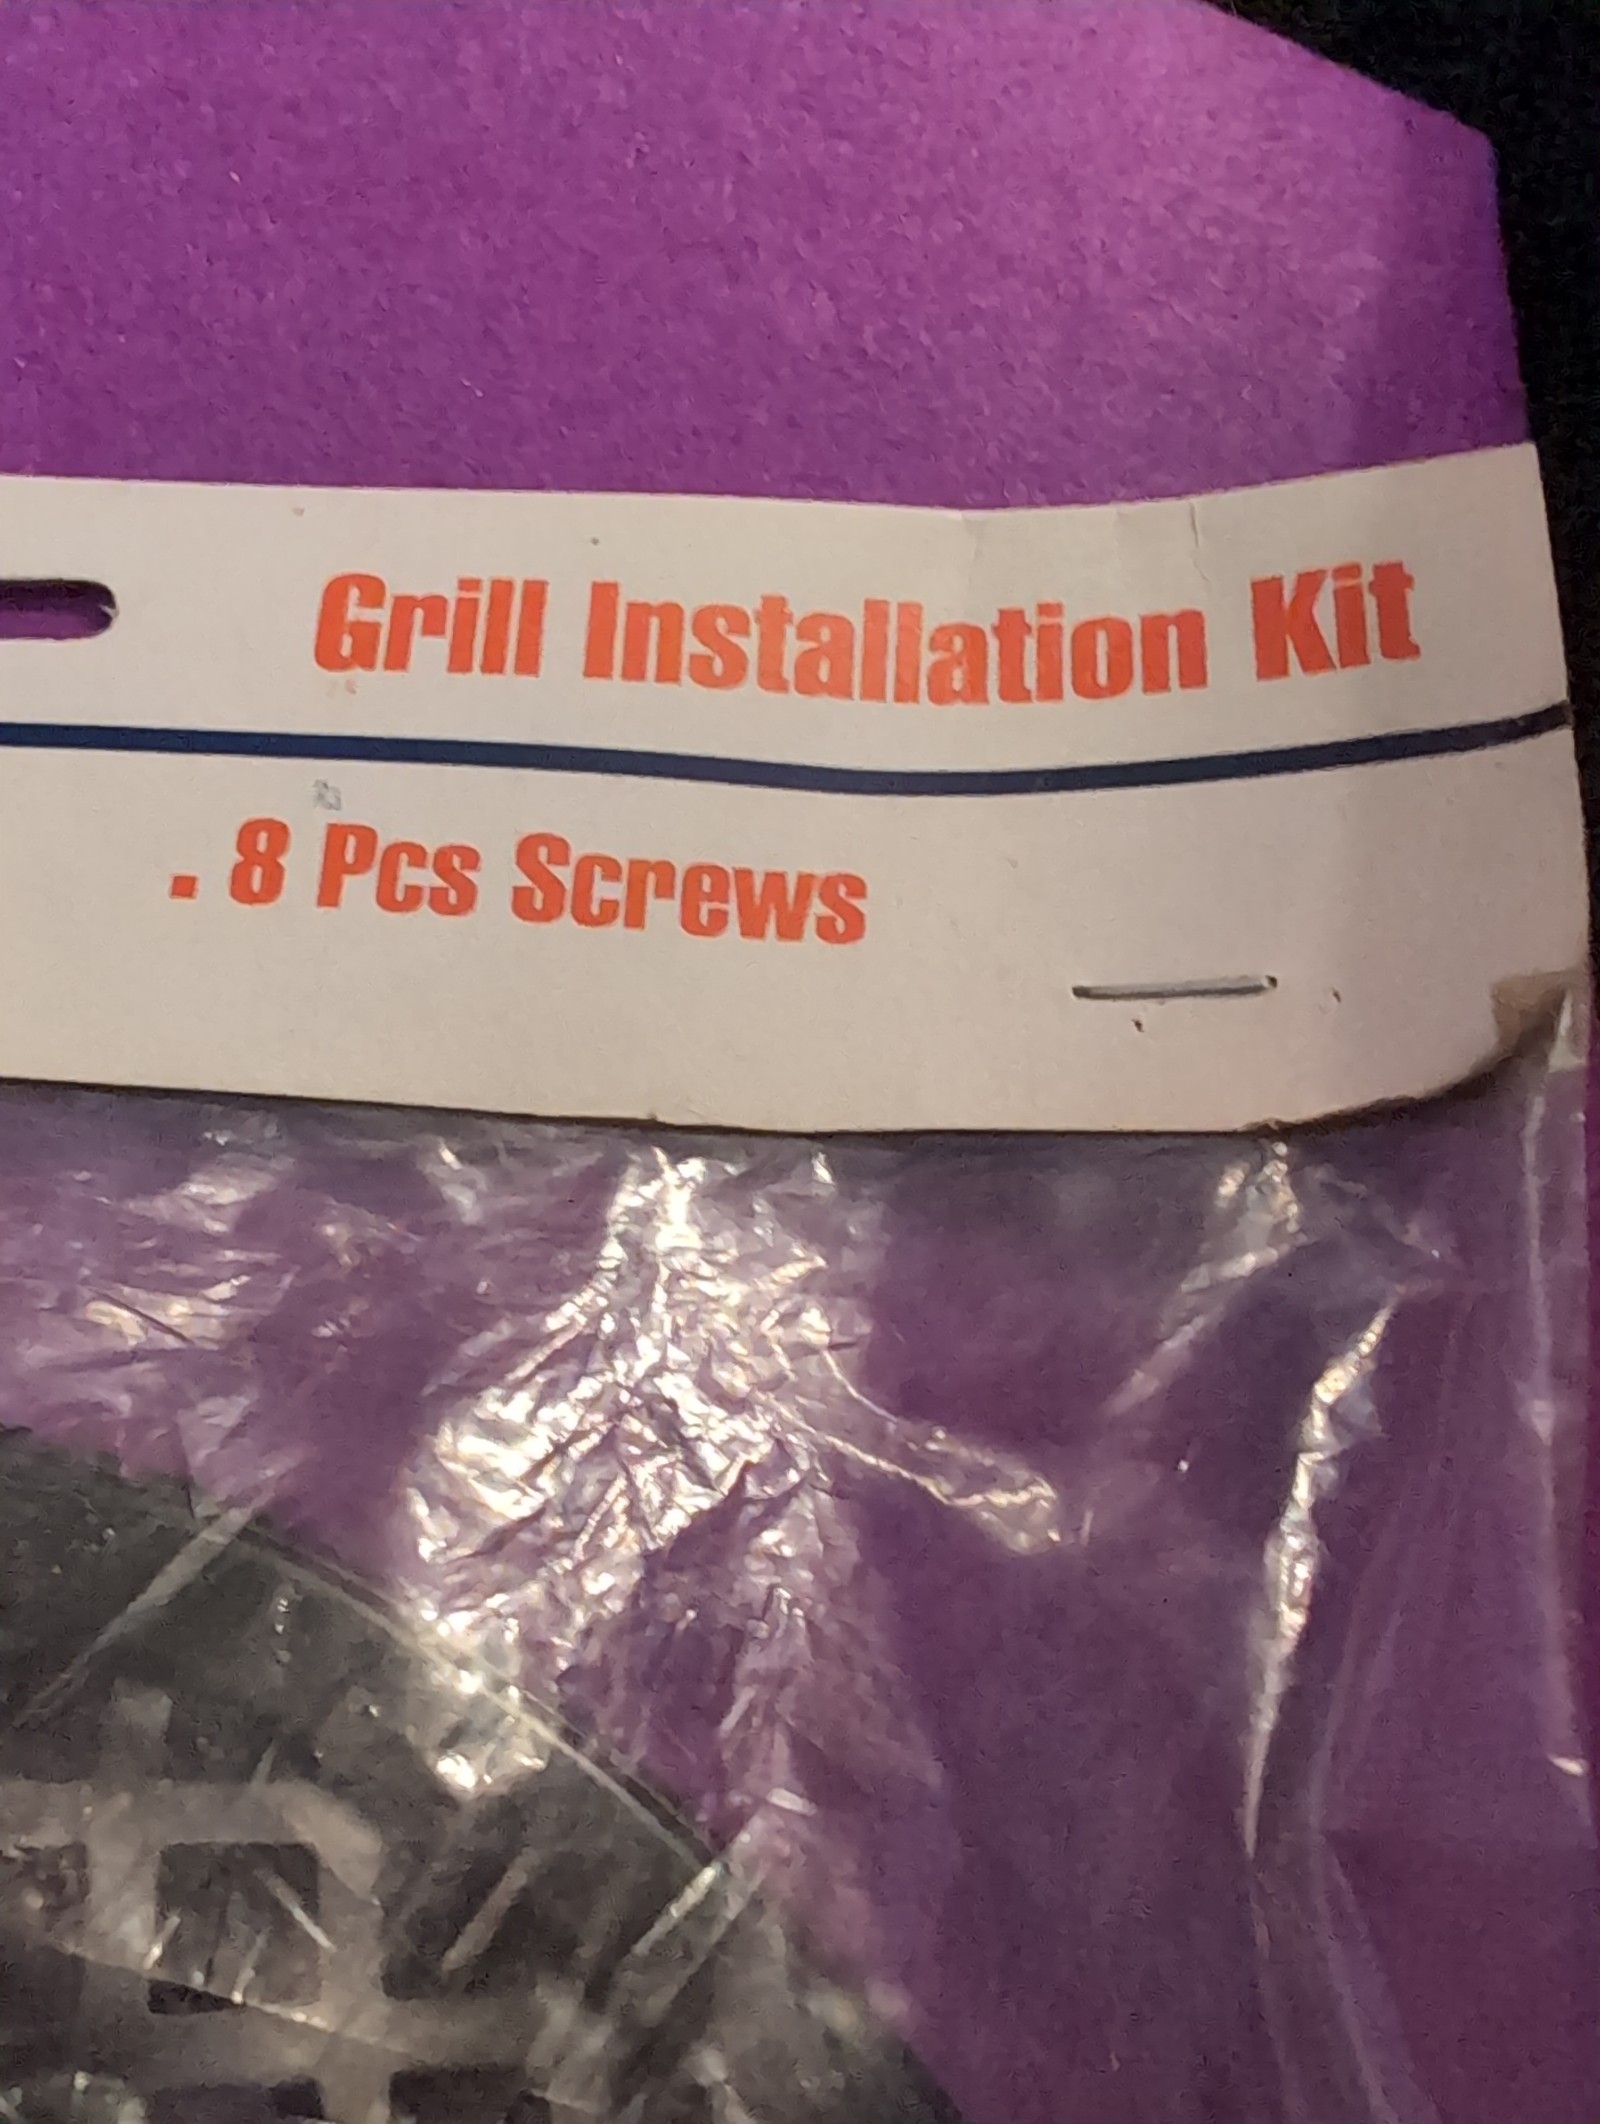 Grill Installation Kit
. 8 Pcs Screws